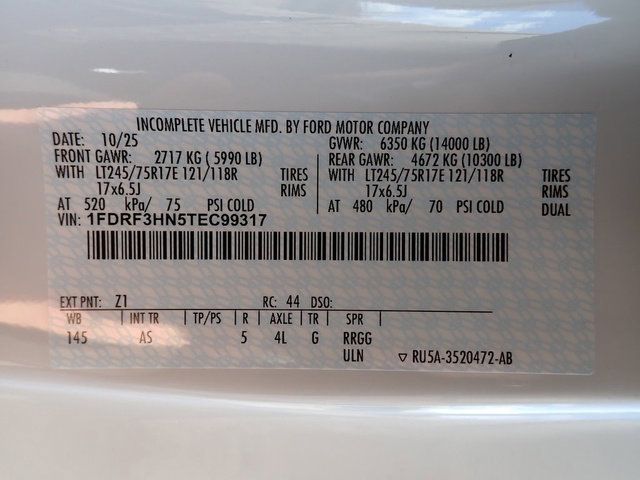 INCOMPLETE VEHICLE MFD. BY FORD MOTOR COMPANY
DATE: 10/25 GVWR: 6350 KG (14000 LB)
FRONT GAWR: 2717 KG ( 5990 LB) REAR GAWR: 4672 KG (10300 LB)
WITH LT245/75R17E 121/118R TIRES WITH LT245/75R17E 121/118R TIRES
17x6.5J RIMS 17x6.5J RIMS
AT 520 kPa/ 75 PSI COLD AT 480 kPa/ 70 PSI COLD DUAL
VIN: 1FDRF3HN5TEC99317
EXT PNT: Z1 RC: 44 DSO:
WB INT TR TP/PS R AXLE TR SPR
145 AS 5 4L G RRGG
ULN RU5A-3520472-AB